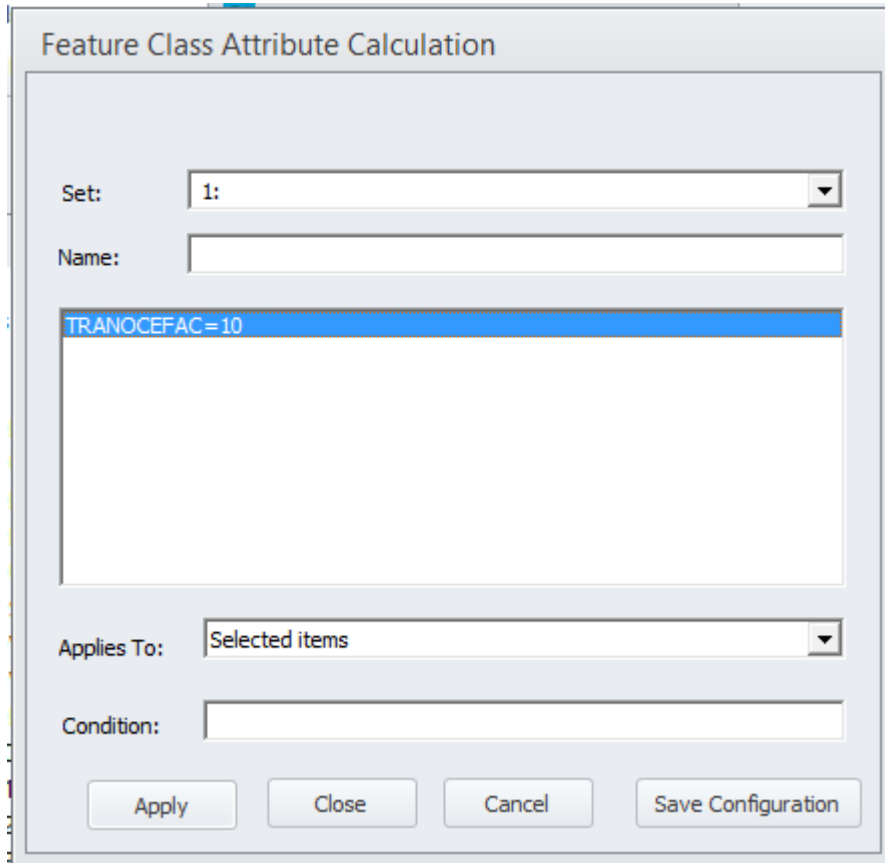 Feature Class Attribute Calculation
Set: 1:
Name:
TRANOCEFAC=10
Applies To: Selected items
Condition:
Apply Close Cancel Save Configuration